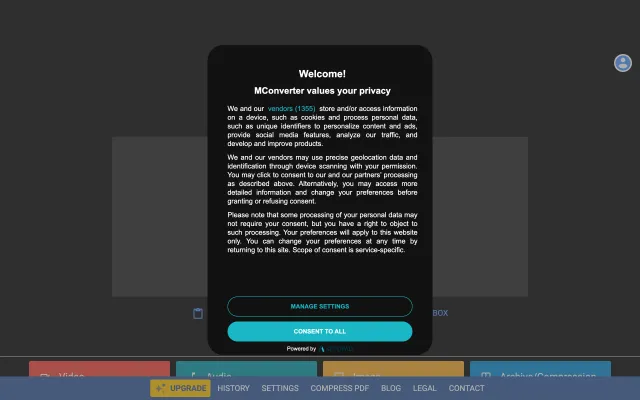 Welcome!
MConverter values your privacy
We and our vendors (1355) store and/or access information
on a device, such as cookies and process personal data,
such as unique identifiers to personalize content and ads,
provide social media features, analyze our traffic, and
develop and improve products.
We and our vendors may use precise geolocation data and
identification through device scanning with your permission.
You may click to consent to our and our partners' processing
as described above. Alternatively, you may access more
detailed information and change your preferences before
granting or refusing consent.
Please note that some processing of your personal data may
not require your consent, but you have a right to object to
such processing. Your preferences will apply to this website
only. You can change your preferences at any time by
returning to this site. Scope of consent is service-specific.
MANAGE SETTINGS
BOX
CONSENT TO ALL
Powered by
Video
Audio
Image
Archive/Compression
UPGRADE HISTORY SETTINGS COMPRESS PDF BLOG LEGAL CONTACT